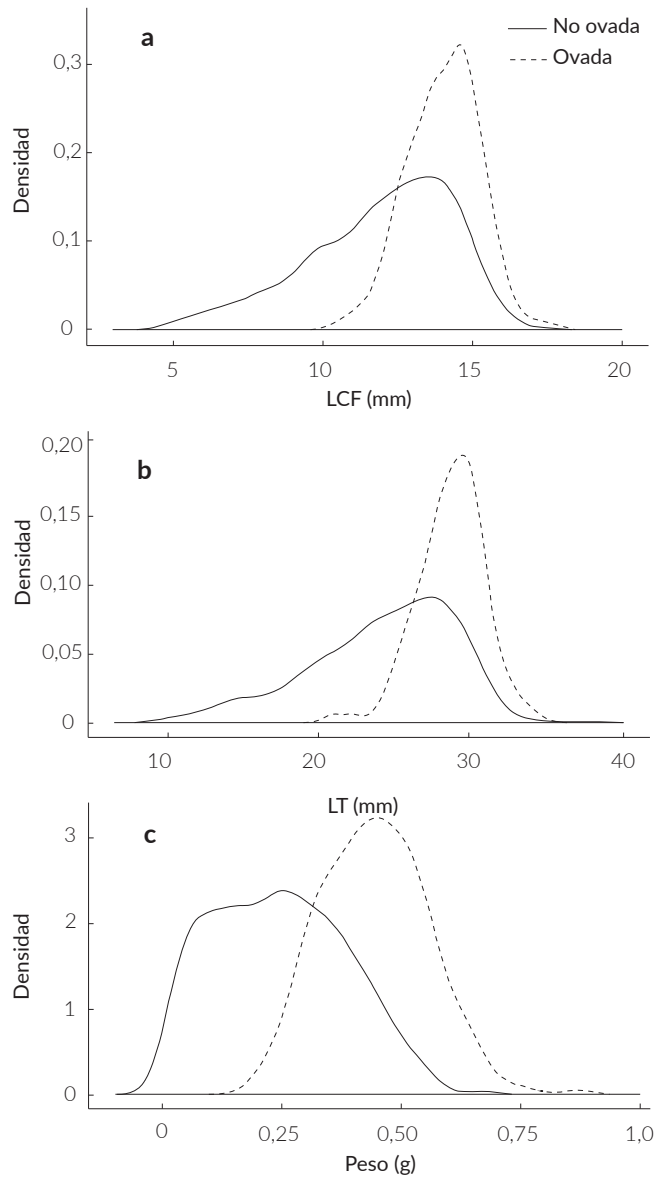 a
No ovada
Ovada
Densidad
0,3
0,2
0,1
0
5 10 15 20
LCF (mm)
b
Densidad
0,20
0,15
0,10
0,05
0
10 20 30 40
LT (mm)
c
Densidad
3
2
1
0
0 0,25 0,50 0,75 1,0
Peso (g)